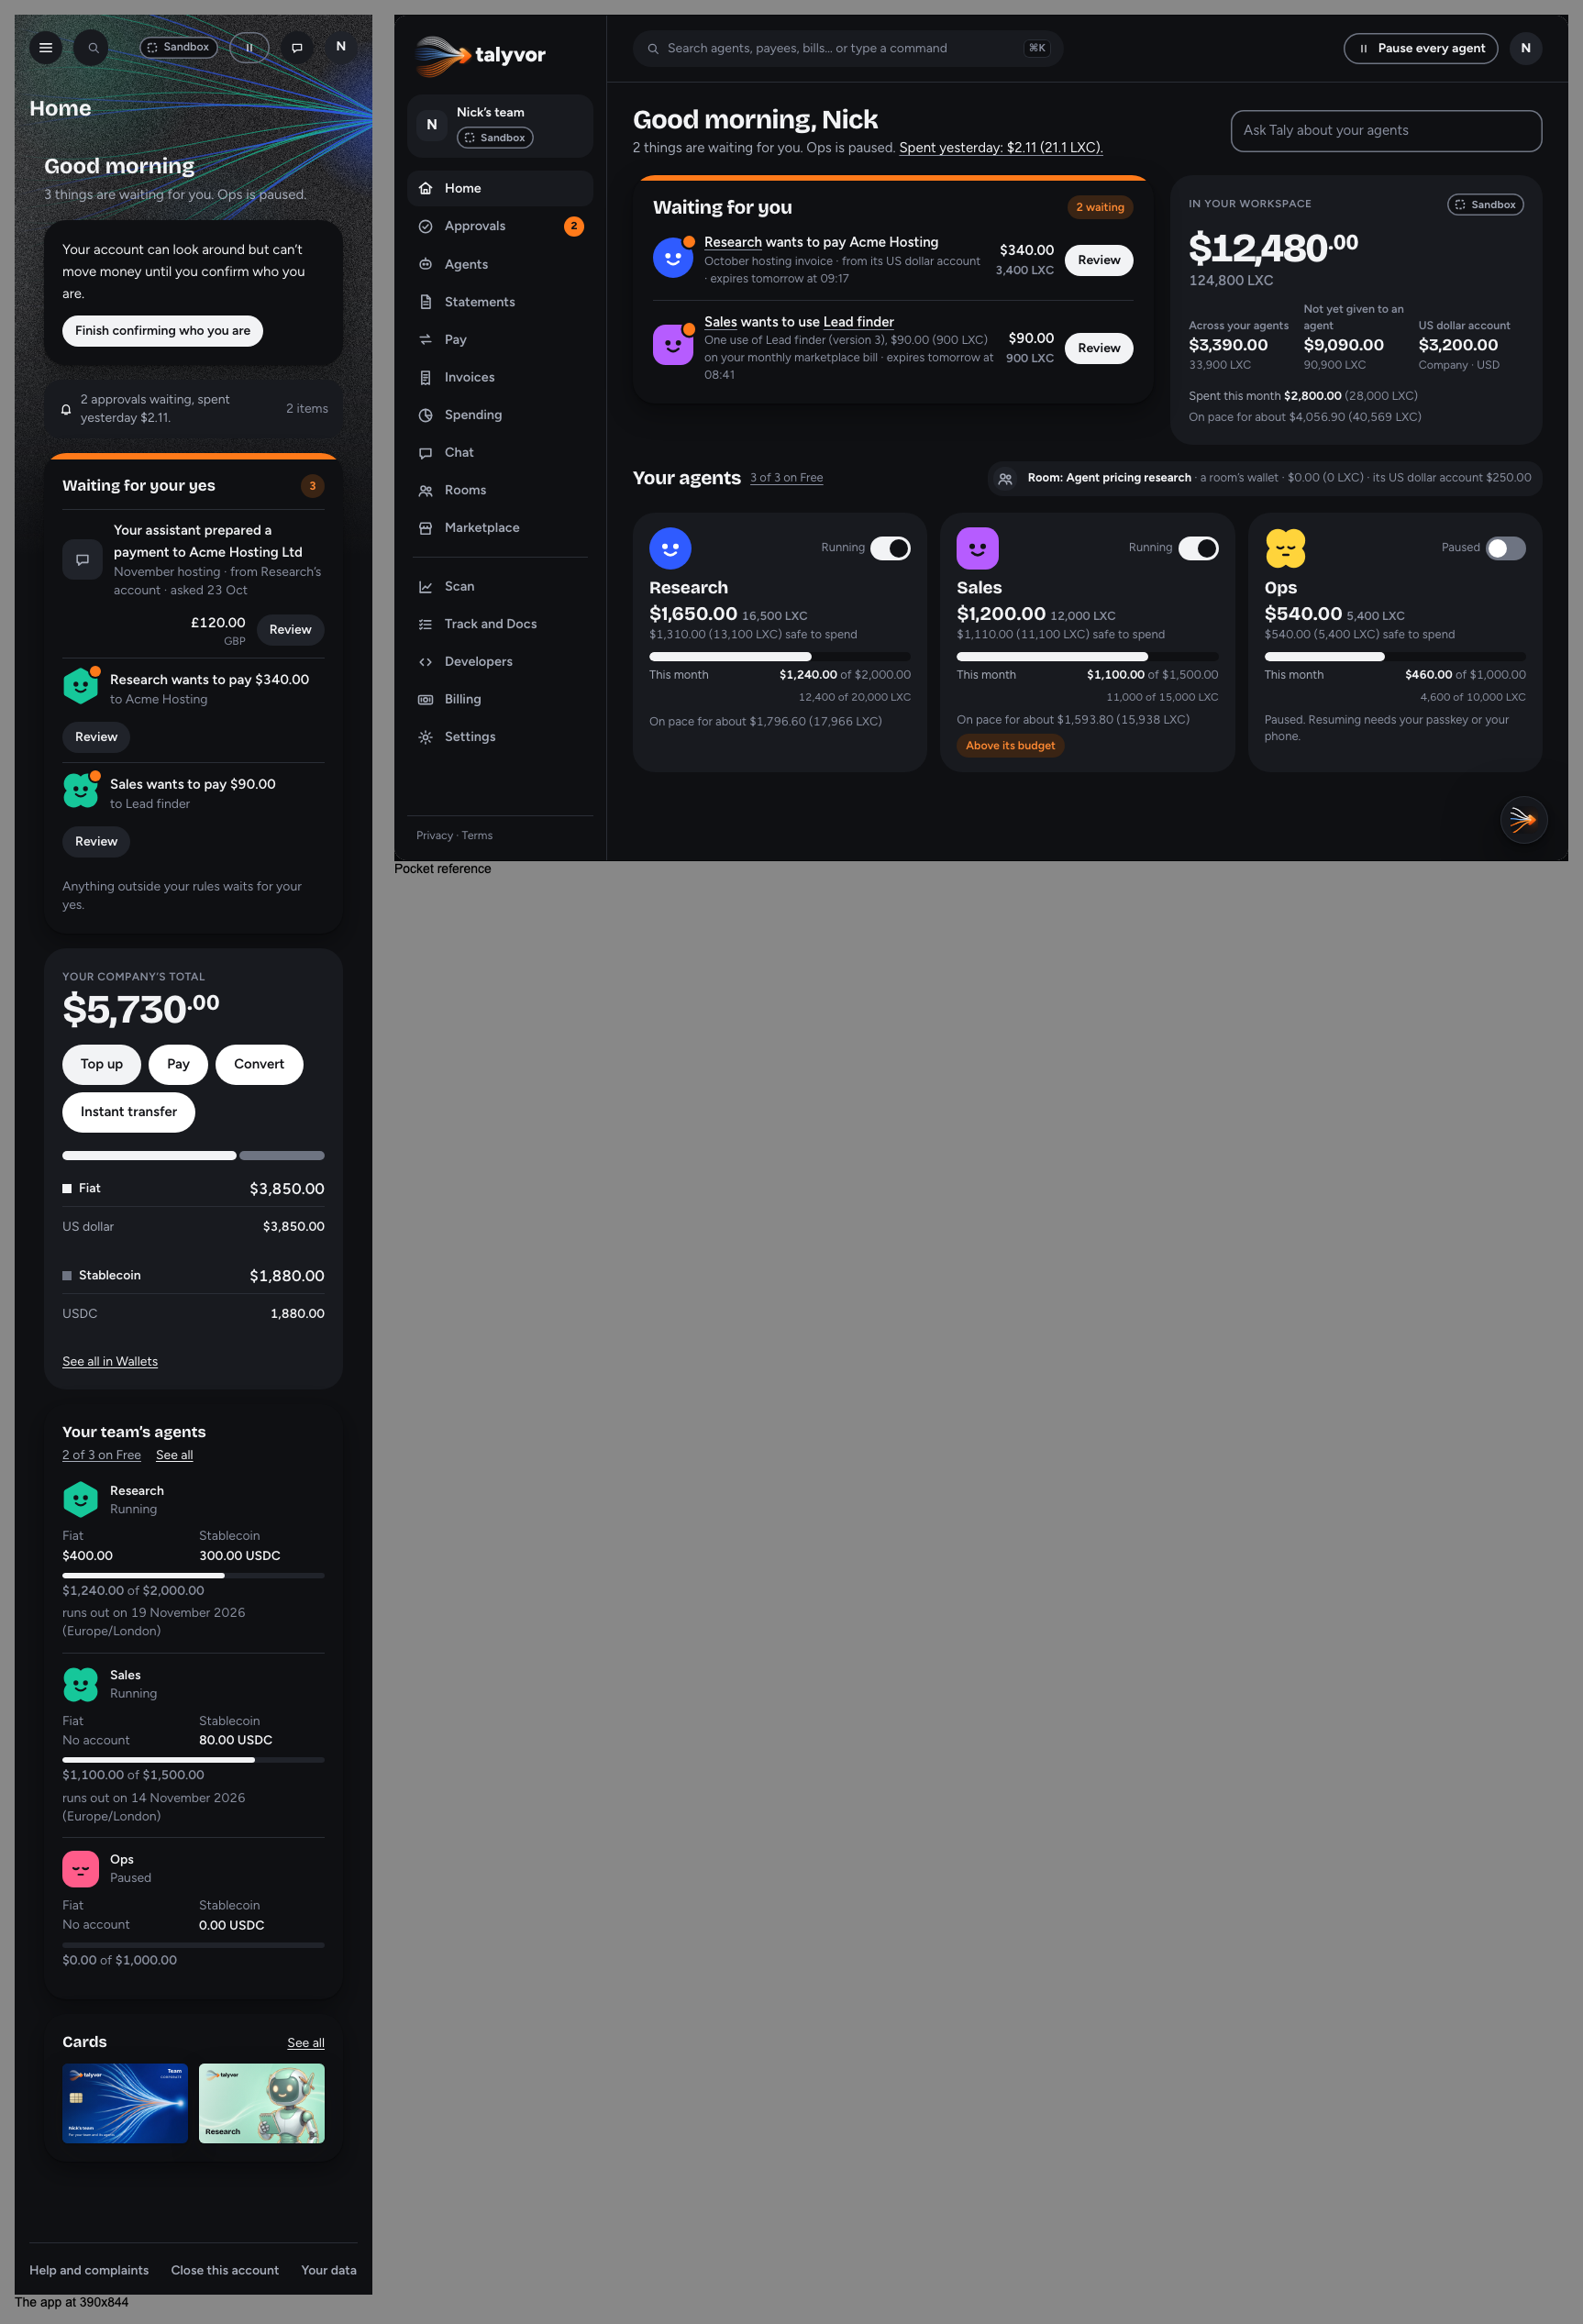 Sandbox
N
Home
Good morning
3 things are waiting for you. Ops is paused.
Your account can look around but can't
move money until you confirm who you
are.
Finish confirming who you are
2 approvals waiting, spent
yesterday $2.11.
2 items
Waiting for your yes
3
Your assistant prepared a
payment to Acme Hosting Ltd
November hosting · from Research's
account · asked 23 Oct
£120.00
GBP
Review
Research wants to pay $340.00
to Acme Hosting
Review
Sales wants to pay $90.00
to Lead finder
Review
Anything outside your rules waits for your
yes.
YOUR COMPANY'S TOTAL
$5,730.00
Top up
Pay
Convert
Instant transfer
Fiat
$3,850.00
US dollar
$3,850.00
Stablecoin
$1,880.00
USDC
1,880.00
See all in Wallets
Your team's agents
2 of 3 on Free
See all
Research
Running
Fiat
Stablecoin
$400.00
300.00 USDC
$1,240.00 of $2,000.00
runs out on 19 November 2026
(Europe/London)
Sales
Running
Fiat
Stablecoin
No account
80.00 USDC
$1,100.00 of $1,500.00
runs out on 14 November 2026
(Europe/London)
Ops
Paused
Fiat
Stablecoin
No account
0.00 USDC
$0.00 of $1,000.00
Cards
See all
talyvor
Team
Nick's team
talyvor
Research
Help and complaints
Close this account
Your data
The app at 390x844
talyvor
N
Nick's team
Sandbox
Home
Approvals
2
Agents
Statements
Pay
Invoices
Spending
Chat
Rooms
Marketplace
Scan
Track and Docs
Developers
Billing
Settings
Privacy · Terms
Search agents, payees, bills... or type a command
⌘K
Pause every agent
N
Good morning, Nick
2 things are waiting for you. Ops is paused. Spent yesterday: $2.11 (21.1 LXC).
Ask Taly about your agents
Waiting for you
2 waiting
Research wants to pay Acme Hosting
October hosting invoice · from its US dollar account
· expires tomorrow at 09:17
$340.00
3,400 LXC
Review
Sales wants to use Lead finder
One use of Lead finder (version 3), $90.00 (900 LXC)
on your monthly marketplace bill · expires tomorrow at
08:41
$90.00
900 LXC
Review
IN YOUR WORKSPACE
Sandbox
$12,480.00
124,800 LXC
Across your agents
$3,390.00
33,900 LXC
Not yet given to an
agent
$9,090.00
90,900 LXC
US dollar account
$3,200.00
Company · USD
Spent this month $2,800.00 (28,000 LXC)
On pace for about $4,056.90 (40,569 LXC)
Your agents
3 of 3 on Free
Room: Agent pricing research · a room's wallet · $0.00 (0 LXC) · its US dollar account $250.00
Running
Research
$1,650.00 16,500 LXC
$1,310.00 (13,100 LXC) safe to spend
This month
$1,240.00 of $2,000.00
12,400 of 20,000 LXC
On pace for about $1,796.60 (17,966 LXC)
Running
Sales
$1,200.00 12,000 LXC
$1,110.00 (11,100 LXC) safe to spend
This month
$1,100.00 of $1,500.00
11,000 of 15,000 LXC
On pace for about $1,593.80 (15,938 LXC)
Above its budget
Paused
Ops
$540.00 5,400 LXC
$540.00 (5,400 LXC) safe to spend
This month
$460.00 of $1,000.00
4,600 of 10,000 LXC
Paused. Resuming needs your passkey or your
phone.
Pocket reference